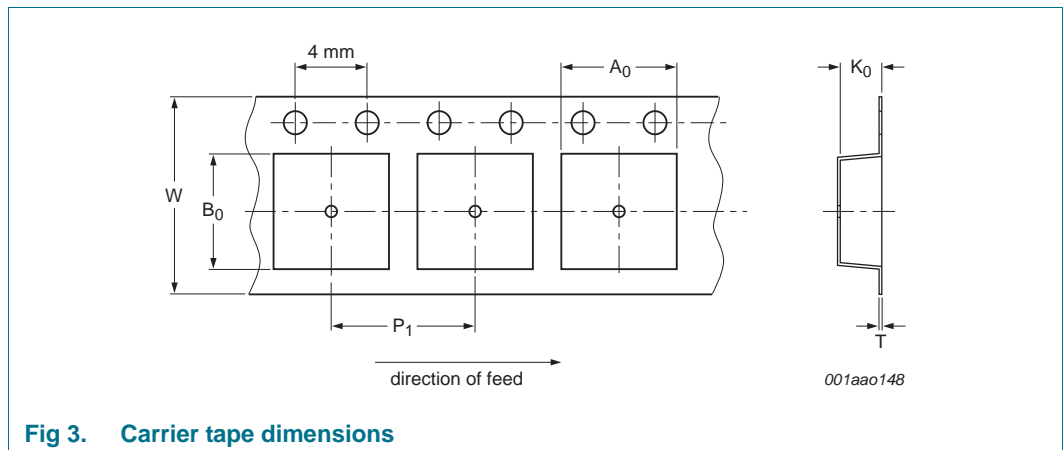 4 mm
A0
K0
W
B0
P1
T
direction of feed
001aao148
Fig 3. Carrier tape dimensions